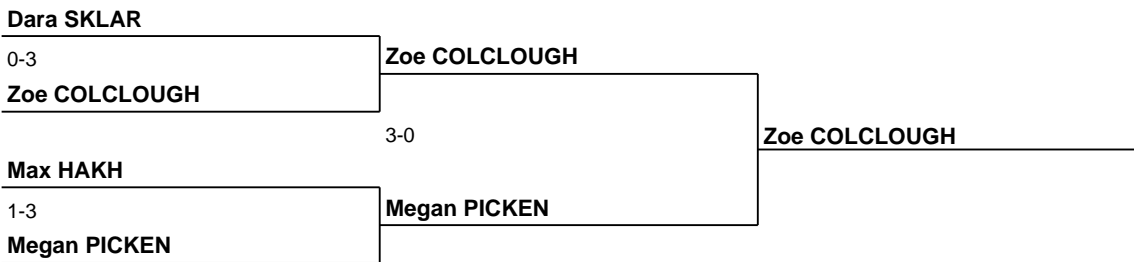 Dara SKLAR
0-3
Zoe COLCLOUGH
Zoe COLCLOUGH
3-0
Zoe COLCLOUGH
Max HAKH
1-3
Megan PICKEN
Megan PICKEN